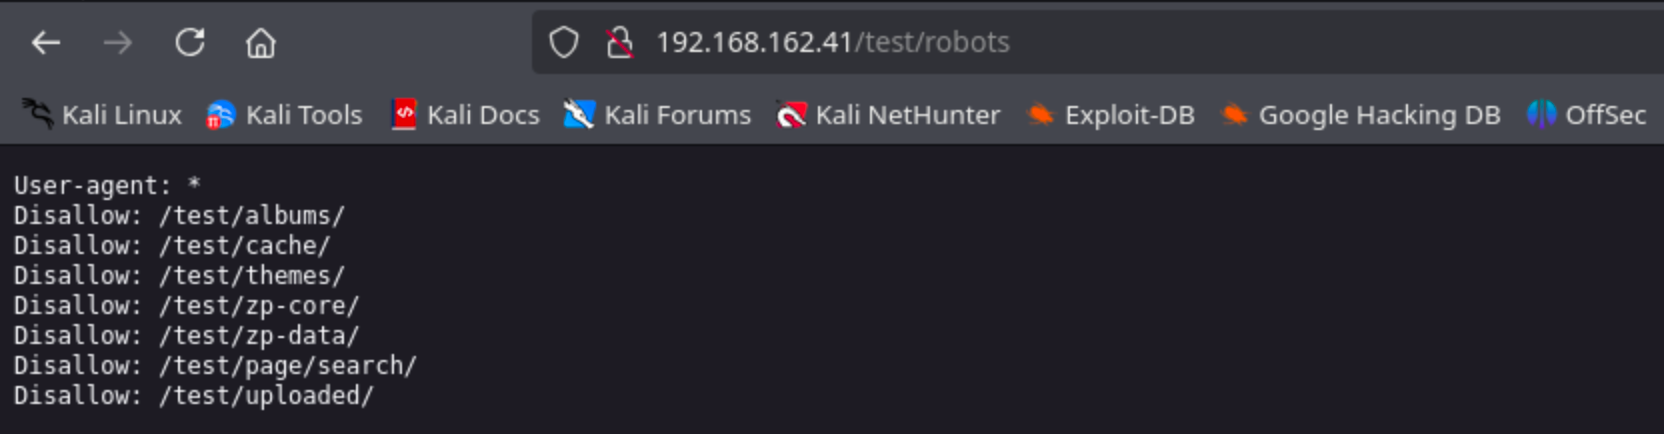 192.168.162.41/test/robots
Kali Linux Kali Tools Kali Docs Kali Forums Kali NetHunter Exploit-DB Google Hacking DB OffSec
User-agent: *
Disallow: /test/albums/
Disallow: /test/cache/
Disallow: /test/themes/
Disallow: /test/zp-core/
Disallow: /test/zp-data/
Disallow: /test/page/search/
Disallow: /test/uploaded/